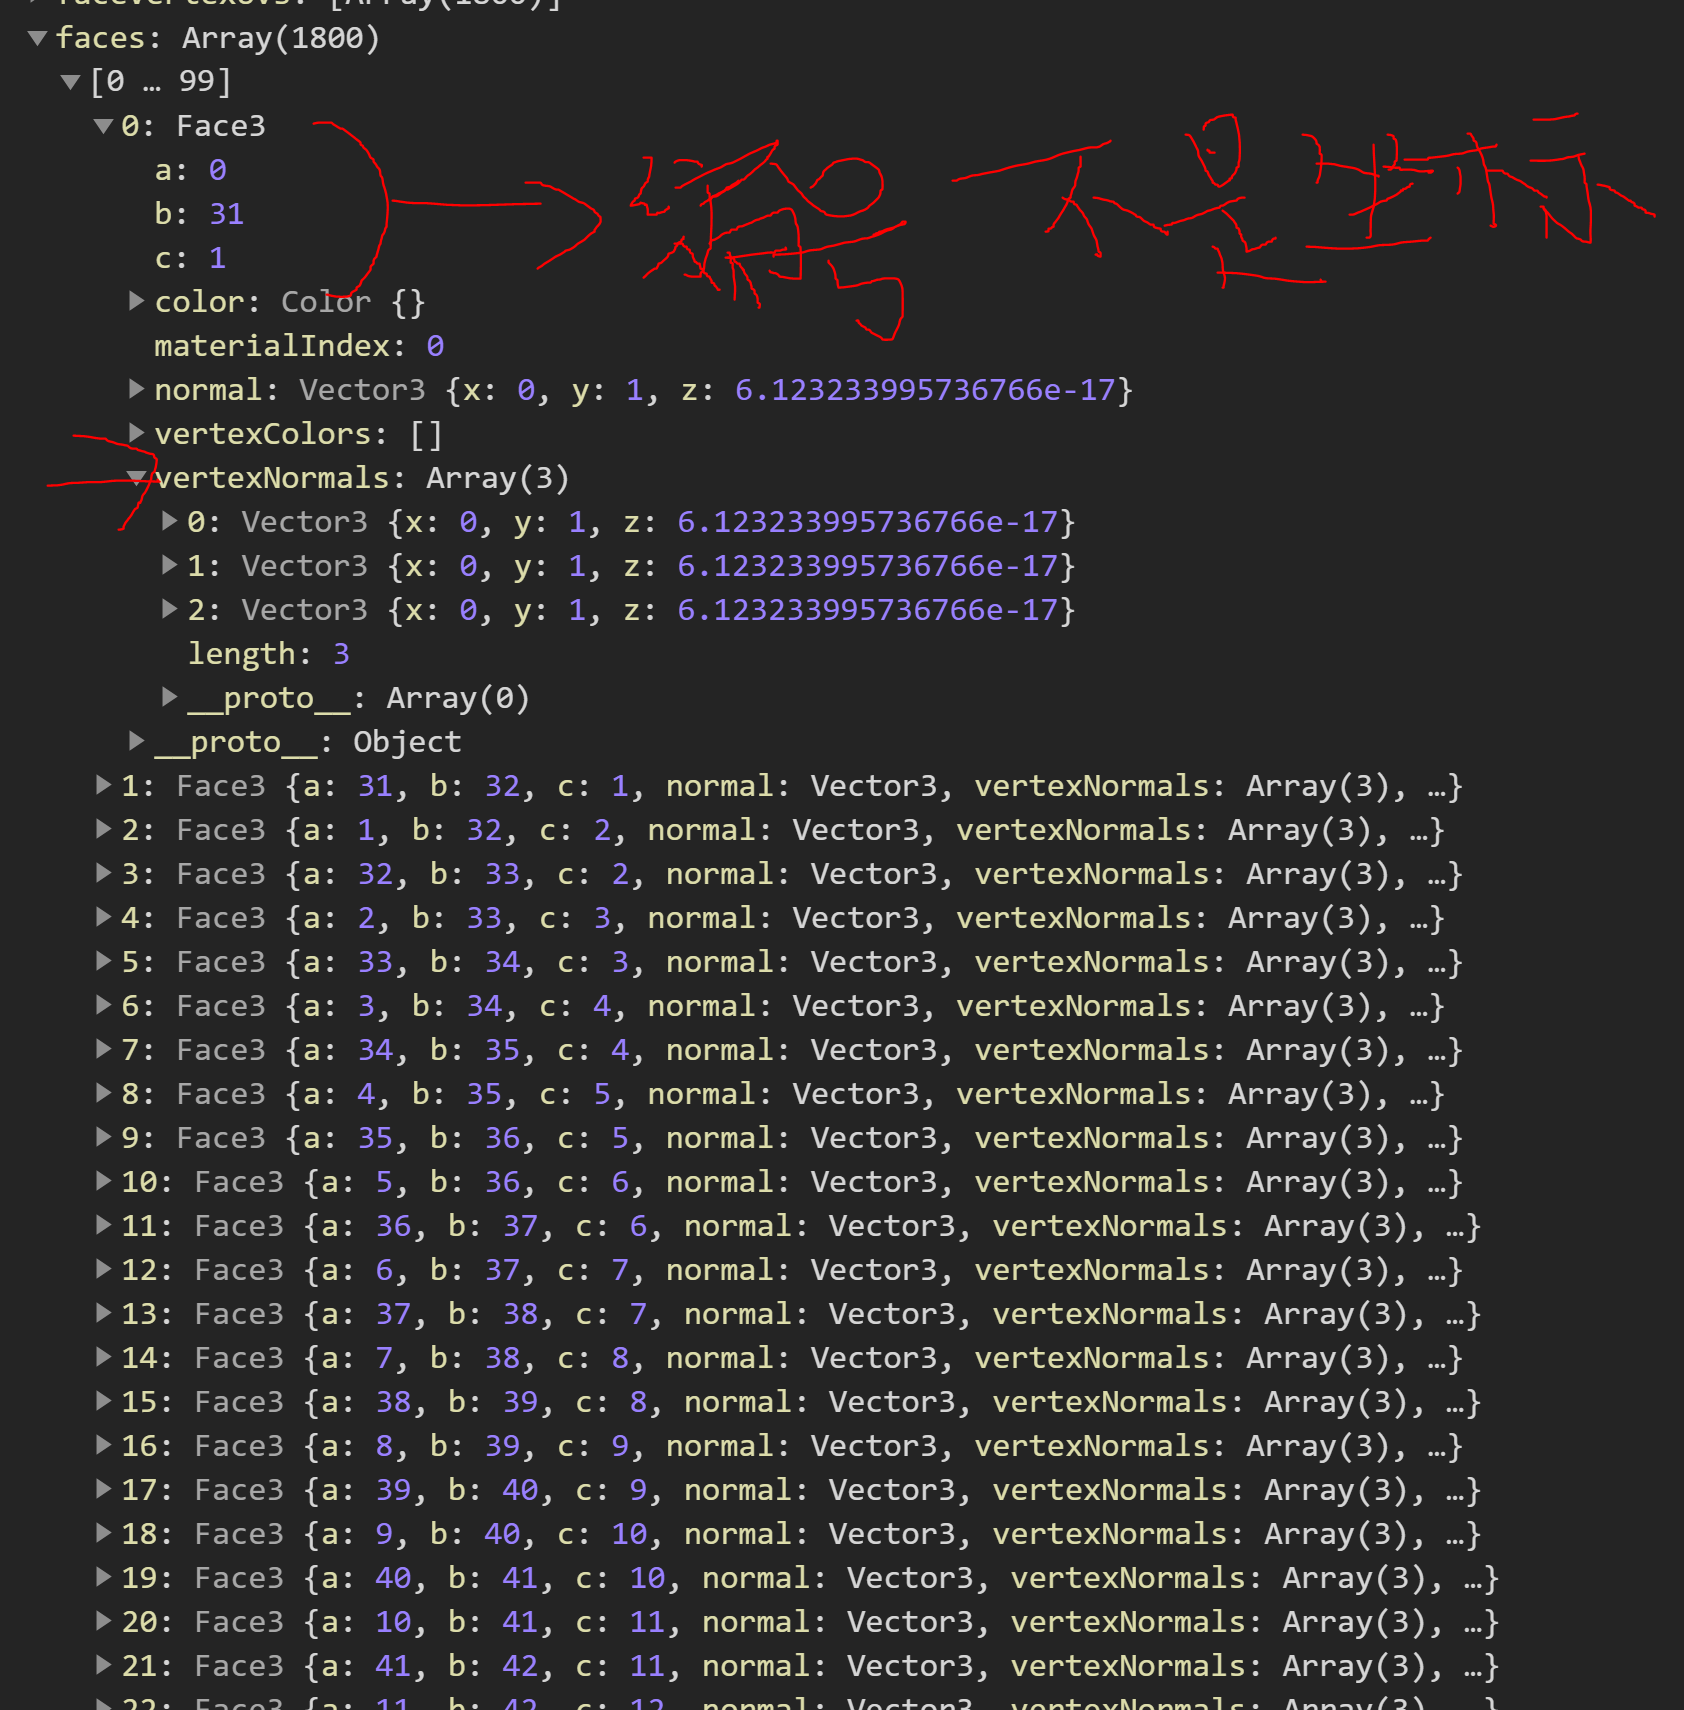 faceVertexUvs: [Array(1800)]
faces: Array(1800)
[0 … 99]
0: Face3
a: 0
b: 31
c: 1
编号 不是坐标
color: Color {}
materialIndex: 0
normal: Vector3 {x: 0, y: 1, z: 6.123233995736766e-17}
vertexColors: []
vertexNormals: Array(3)
0: Vector3 {x: 0, y: 1, z: 6.123233995736766e-17}
1: Vector3 {x: 0, y: 1, z: 6.123233995736766e-17}
2: Vector3 {x: 0, y: 1, z: 6.123233995736766e-17}
length: 3
__proto__: Array(0)
__proto__: Object
1: Face3 {a: 31, b: 32, c: 1, normal: Vector3, vertexNormals: Array(3), …}
2: Face3 {a: 1, b: 32, c: 2, normal: Vector3, vertexNormals: Array(3), …}
3: Face3 {a: 32, b: 33, c: 2, normal: Vector3, vertexNormals: Array(3), …}
4: Face3 {a: 2, b: 33, c: 3, normal: Vector3, vertexNormals: Array(3), …}
5: Face3 {a: 33, b: 34, c: 3, normal: Vector3, vertexNormals: Array(3), …}
6: Face3 {a: 3, b: 34, c: 4, normal: Vector3, vertexNormals: Array(3), …}
7: Face3 {a: 34, b: 35, c: 4, normal: Vector3, vertexNormals: Array(3), …}
8: Face3 {a: 4, b: 35, c: 5, normal: Vector3, vertexNormals: Array(3), …}
9: Face3 {a: 35, b: 36, c: 5, normal: Vector3, vertexNormals: Array(3), …}
10: Face3 {a: 5, b: 36, c: 6, normal: Vector3, vertexNormals: Array(3), …}
11: Face3 {a: 36, b: 37, c: 6, normal: Vector3, vertexNormals: Array(3), …}
12: Face3 {a: 6, b: 37, c: 7, normal: Vector3, vertexNormals: Array(3), …}
13: Face3 {a: 37, b: 38, c: 7, normal: Vector3, vertexNormals: Array(3), …}
14: Face3 {a: 7, b: 38, c: 8, normal: Vector3, vertexNormals: Array(3), …}
15: Face3 {a: 38, b: 39, c: 8, normal: Vector3, vertexNormals: Array(3), …}
16: Face3 {a: 8, b: 39, c: 9, normal: Vector3, vertexNormals: Array(3), …}
17: Face3 {a: 39, b: 40, c: 9, normal: Vector3, vertexNormals: Array(3), …}
18: Face3 {a: 9, b: 40, c: 10, normal: Vector3, vertexNormals: Array(3), …}
19: Face3 {a: 40, b: 41, c: 10, normal: Vector3, vertexNormals: Array(3), …}
20: Face3 {a: 10, b: 41, c: 11, normal: Vector3, vertexNormals: Array(3), …}
21: Face3 {a: 41, b: 42, c: 11, normal: Vector3, vertexNormals: Array(3), …}
22: Face3 {a: 11, b: 42, c: 12, normal: Vector3, vertexNormals: Array(3), …}